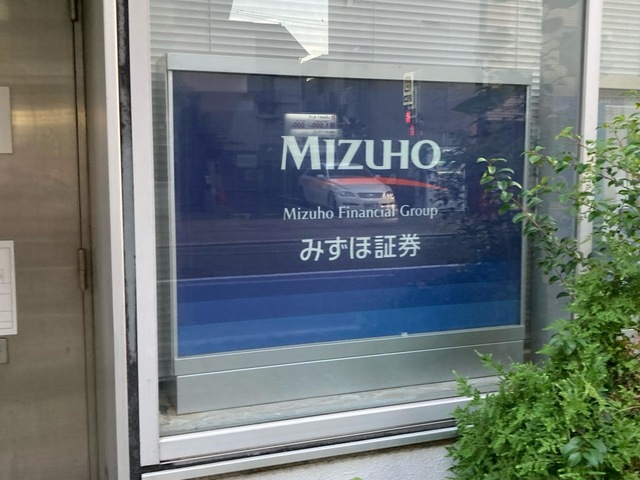 MIZUHO
Mizuho Financial Group
みずほ証券